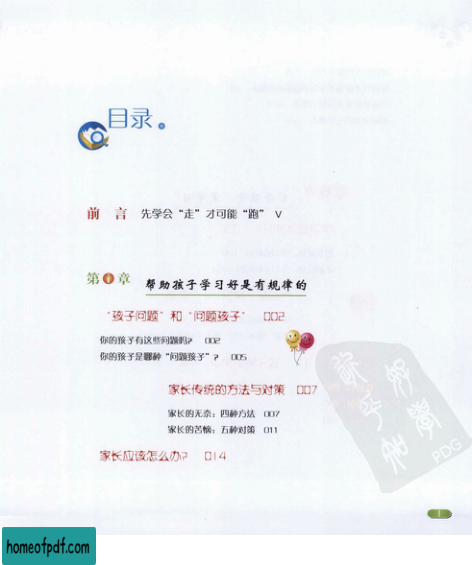 目录
前 言 先学会“走”才可能“跑” V
第1章 帮助孩子学习好是有规律的
“孩子问题”和“问题孩子” 002
你的孩子有这些问题吗? 002
你的孩子是哪种“问题孩子”? 005
家长传统的方法与对策 007
家长的无奈:四种方法 007
家长的苦恼:五种对策 011
家长应该怎么办? 014
PDG
I
homeofpdf.com